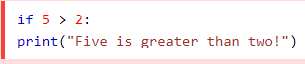 if 5 > 2:
print("Five is greater than two!")